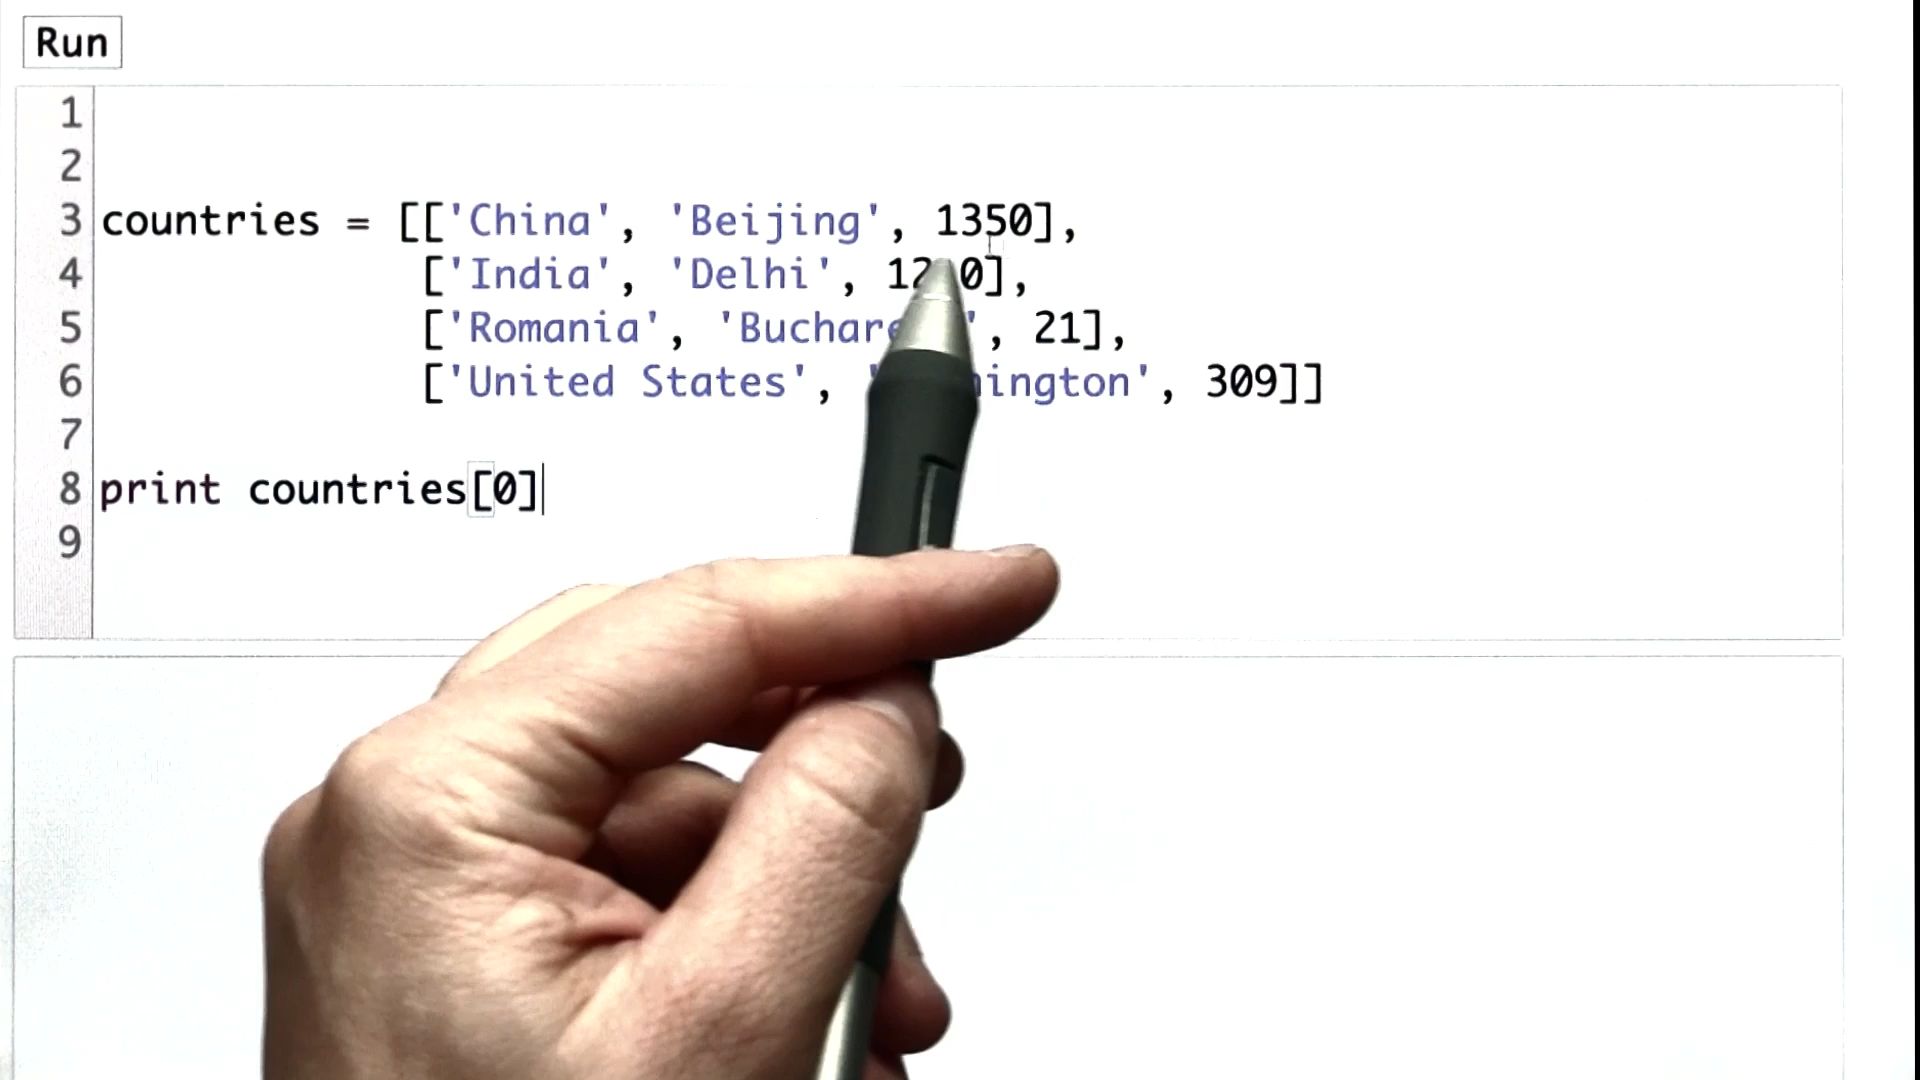 Run
1
2
3 countries = [['China', 'Beijing', 1350],
4 ['India', 'Delhi',
5 ['Romania', , 21],
6 ['United States', , 309]]
7
8 print countries[0]
9